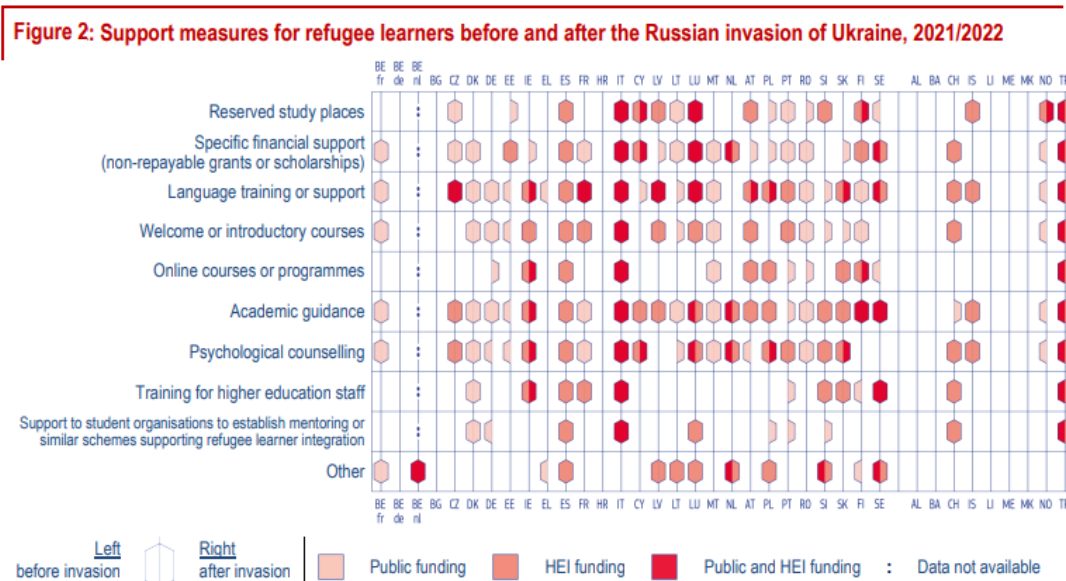 Figure 2: Support measures for refugee learners before and after the Russian invasion of Ukraine, 2021/2022
BE BE BE
fr de nl BG CZ DK DE EE IE EL ES FR HR IT CY LV LT LU MT NL AT PL PT RO SI SK FI SE AL BA CH IS LI ME MK NO
Reserved study places :
Specific financial support
(non-repayable grants or scholarships) :
Language training or support :
Welcome or introductory courses :
Online courses or programmes :
Academic guidance :
Psychological counselling :
Training for higher education staff :
Support to student organisations to establish mentoring or
similar schemes supporting refugee learner integration :
Other
BE BE BE BG CZ DK DE EE IE EL ES FR HR IT CY LV LT LU MT NL AT PL PT RO SI SK FI SE AL BA CH IS LI ME MK NO
fr de nl
Left Right
before invasion after invasion Public funding HEI funding Public and HEI funding : Data not available